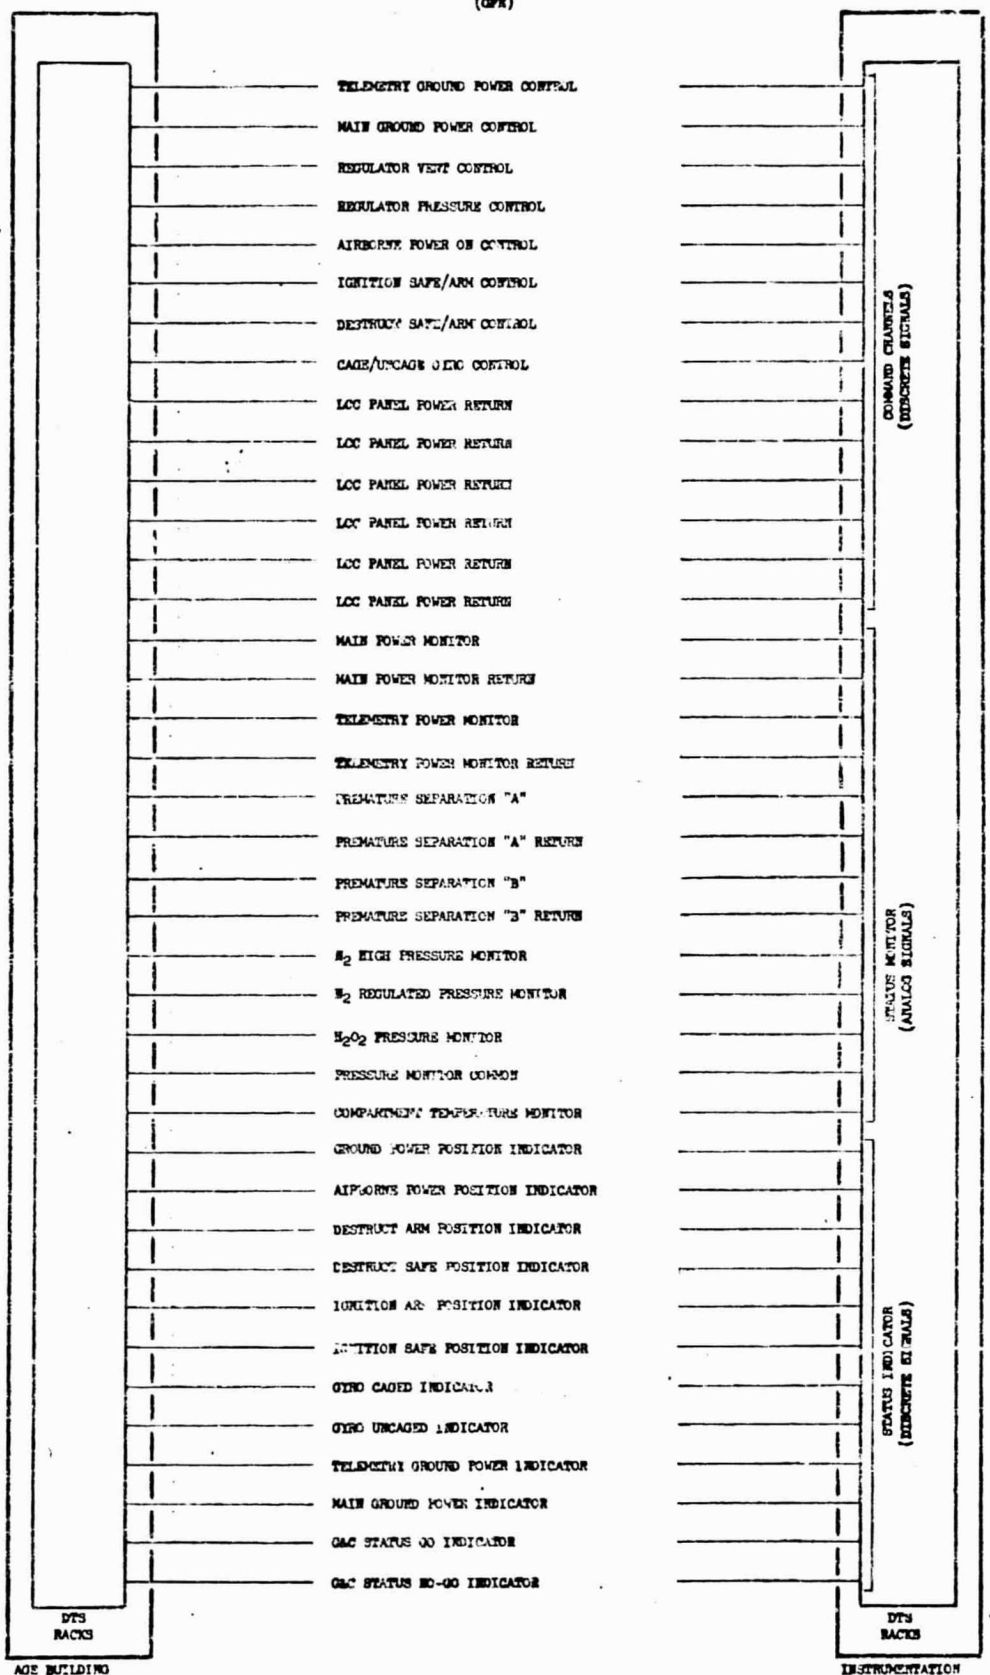 (GFE)
TELEMETRY GROUND POWER CONTROL
MAIN GROUND POWER CONTROL
REGULATOR VENT CONTROL
REGULATOR PRESSURE CONTROL
AIRBORNE POWER ON CONTROL
IGNITION SAFE/ARM CONTROL
DESTRUCT SAFE/ARM CONTROL
CAGE/UNCAGE CONTROL
LCC PANEL POWER RETURN
LCC PANEL POWER RETURN
LCC PANEL POWER RETURN
LCC PANEL POWER RETURN
LCC PANEL POWER RETURN
LCC PANEL POWER RETURN
COMMAND CHANNELS
(DISCRETE SIGNALS)
MAIN POWER MONITOR
MAIN POWER MONITOR RETURN
TELEMETRY POWER MONITOR
TELEMETRY POWER MONITOR RETURN
PREMATURE SEPARATION "A"
PREMATURE SEPARATION "A" RETURN
PREMATURE SEPARATION "B"
PREMATURE SEPARATION "B" RETURN
N₂ HIGH PRESSURE MONITOR
N₂ REGULATED PRESSURE MONITOR
H₂O₂ PRESSURE MONITOR
PRESSURE MONITOR COMMON
COMPARTMENT TEMPERATURE MONITOR
STATUS MONITOR
(ANALOG SIGNALS)
GROUND POWER POSITION INDICATOR
AIRBORNE POWER POSITION INDICATOR
DESTRUCT ARM POSITION INDICATOR
DESTRUCT SAFE POSITION INDICATOR
IGNITION ARM POSITION INDICATOR
IGNITION SAFE POSITION INDICATOR
GYRO CAGED INDICATOR
GYRO UNCAGED INDICATOR
TELEMETRY GROUND POWER INDICATOR
MAIN GROUND POWER INDICATOR
G&C STATUS GO INDICATOR
G&C STATUS NO-GO INDICATOR
STATUS INDICATOR
(DISCRETE SIGNALS)
DTS
RACKS
DTS
RACKS
AGE BUILDING
INSTRUMENTATION